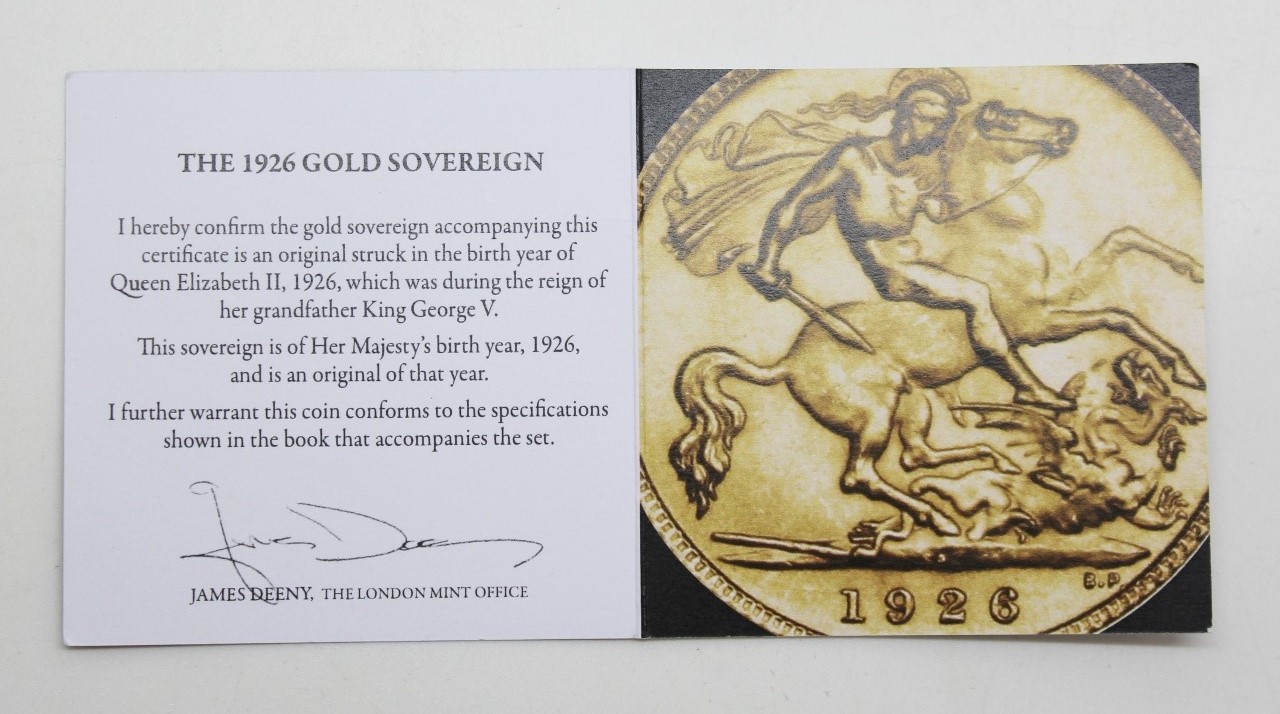 THE 1926 GOLD SOVEREIGN
I hereby confirm the gold sovereign accompanying this
certificate is an original struck in the birth year of
Queen Elizabeth II, 1926, which was during the reign of
her grandfather King George V.
This sovereign is of Her Majesty's birth year, 1926,
and is an original of that year.
I further warrant this coin conforms to the specifications
shown in the book that accompanies the set.
James Deeny
JAMES DEENY, THE LONDON MINT OFFICE
B.P.
1926